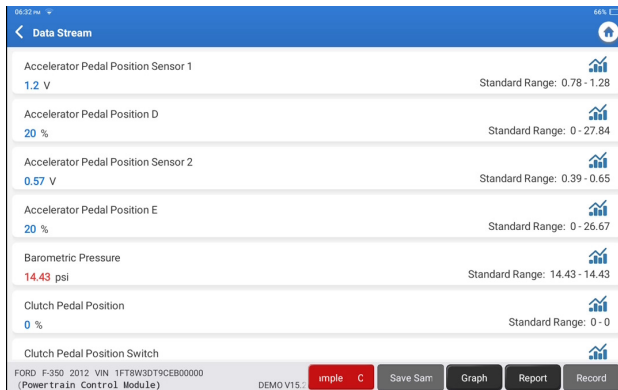 06:32 PM 66%
Data Stream
Accelerator Pedal Position Sensor 1
1.2 V Standard Range: 0.78 - 1.28
Accelerator Pedal Position D
20 % Standard Range: 0 - 27.84
Accelerator Pedal Position Sensor 2
0.57 V Standard Range: 0.39 - 0.65
Accelerator Pedal Position E
20 % Standard Range: 0 - 26.67
Barometric Pressure
14.43 psi Standard Range: 14.43 - 14.43
Clutch Pedal Position
0 % Standard Range: 0 - 0
Clutch Pedal Position Switch
FORD F-350 2012 VIN 1FT8W3DT9CEB00000
(Powertrain Control Module) DEMO V15.2 imple C Save Sam Graph Report Record